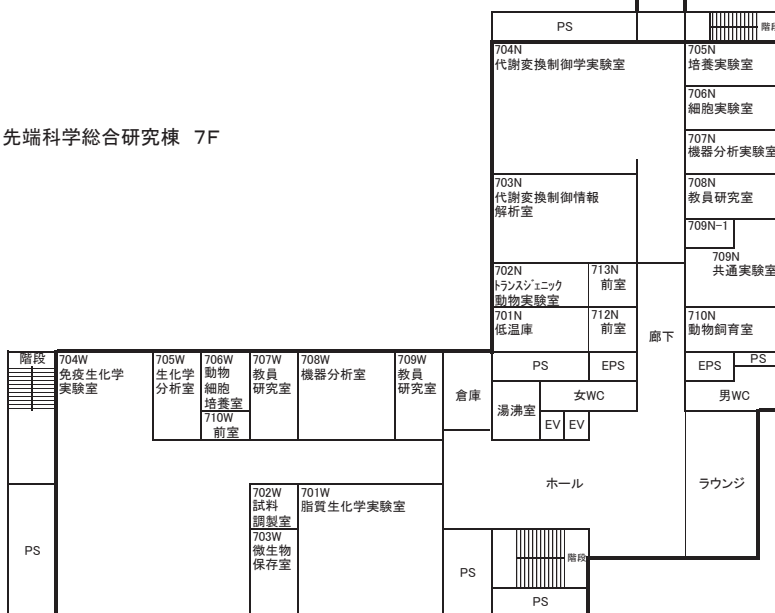 先端科学総合研究棟 7F
PS
階段
704N
代謝変換制御学実験室
705N
培養実験室
706N
細胞実験室
707N
機器分析実験室
703N
代謝変換制御情報
解析室
708N
教員研究室
709N-1
709N
共通実験室
702N
トランスジェニック
動物実験室
713N
前室
701N
低温庫
712N
前室
廊下
710N
動物飼育室
PS
EPS
EPS
PS
湯沸室
女WC
男WC
EV
EV
階段
704W
免疫生化学
実験室
705W
生化学
分析室
706W
動物
細胞
培養室
710W
前室
707W
教員
研究室
708W
機器分析室
709W
教員
研究室
倉庫
ホール
ラウンジ
702W
試料
調製室
701W
脂質生化学実験室
703W
微生物
保存室
PS
PS
階段
PS